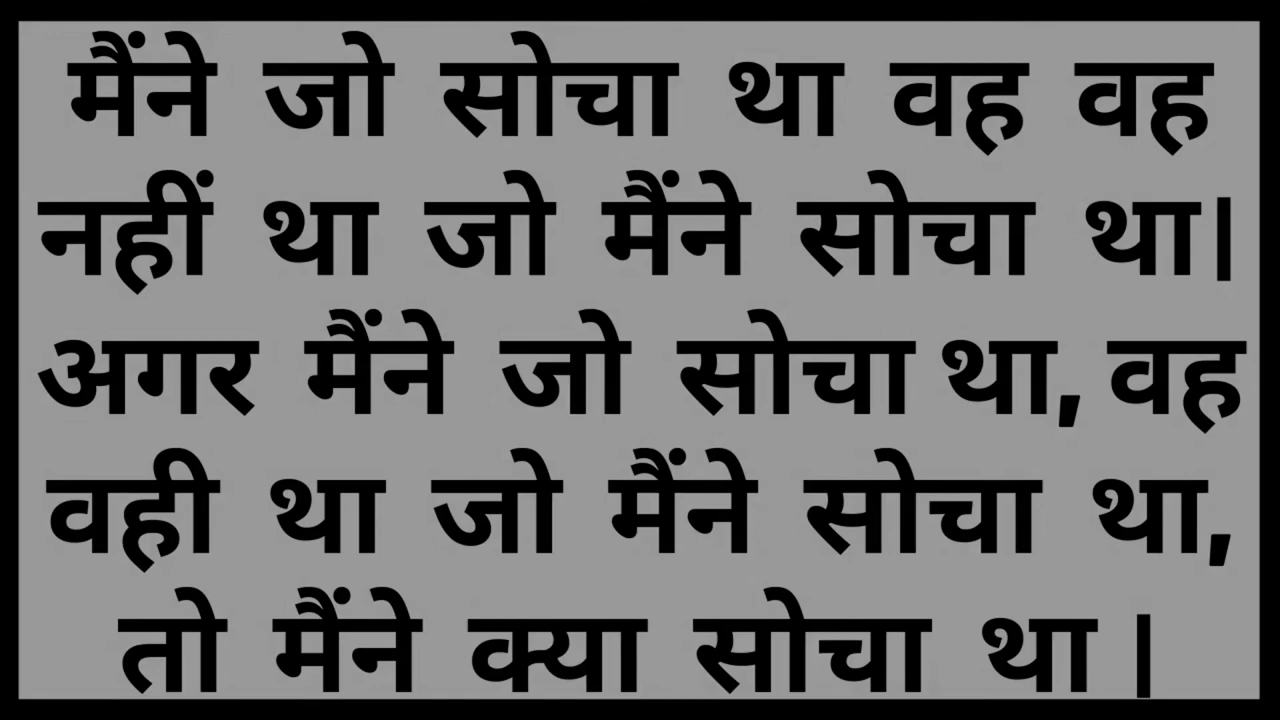 मैंने जो सोचा था वह वह
नहीं था जो मैंने सोचा था|
अगर मैंने जो सोचा था, वह
वही था जो मैंने सोचा था,
तो मैंने क्या सोचा था |